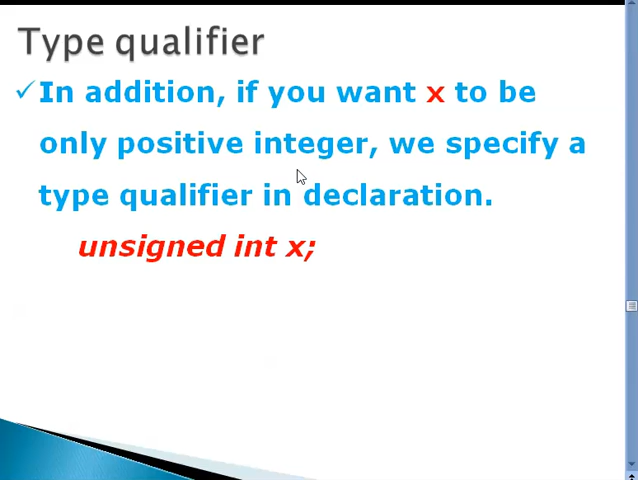 Type qualifier
✓In addition, if you want x to be
only positive integer, we specify a
type qualifier in declaration.
unsigned int x;